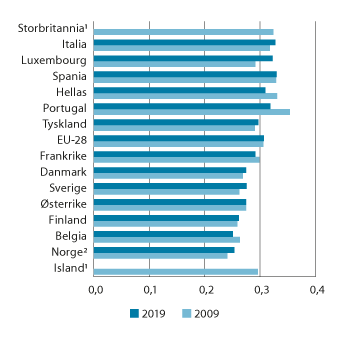 Storbritannia¹
Italia
Luxembourg
Spania
Hellas
Portugal
Tyskland
EU-28
Frankrike
Danmark
Sverige
Østerrike
Finland
Belgia
Norge²
Island¹
0,0 0,1 0,2 0,3 0,4
2019 2009